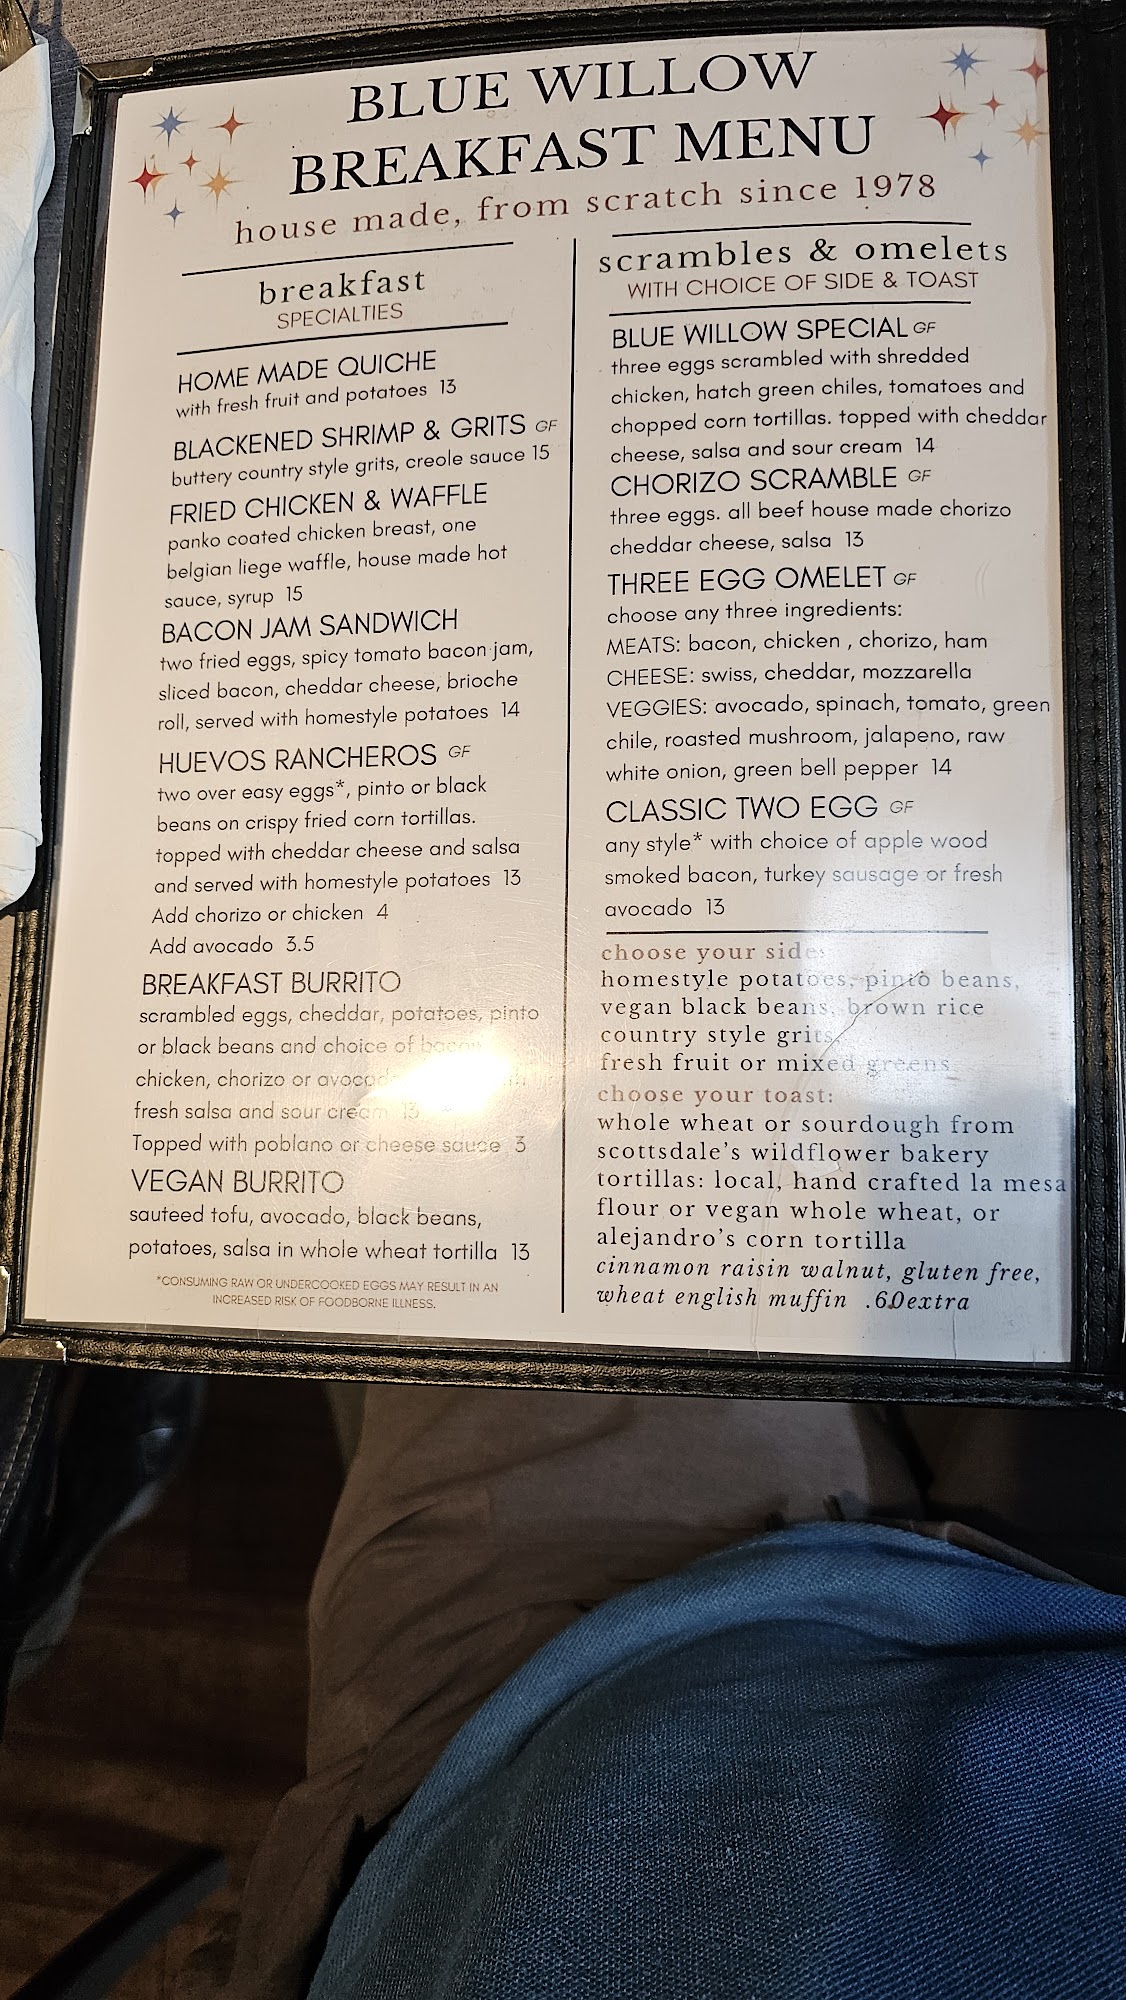 BLUE WILLOW
BREAKFAST MENU
house made, from scratch since 1978
breakfast
SPECIALTIES
HOME MADE QUICHE
with fresh fruit and potatoes 13
BLACKENED SHRIMP & GRITS GF
buttery country style grits, creole sauce 15
FRIED CHICKEN & WAFFLE
panko coated chicken breast, one
belgian liege waffle, house made hot
sauce, syrup 15
BACON JAM SANDWICH
two fried eggs, spicy tomato bacon jam,
sliced bacon, cheddar cheese, brioche
roll, served with homestyle potatoes 14
HUEVOS RANCHEROS GF
two over easy eggs*, pinto or black
beans on crispy fried corn tortillas.
topped with cheddar cheese and salsa
and served with homestyle potatoes 13
Add chorizo or chicken 4
Add avocado 3.5
BREAKFAST BURRITO
scrambled eggs, cheddar, potatoes, pinto
or black beans and choice of bacon
chicken, chorizo or avocado
fresh salsa and sour cream 13
Topped with poblano or cheese sauce 3
VEGAN BURRITO
sauteed tofu, avocado, black beans,
potatoes, salsa in whole wheat tortilla 13
*CONSUMING RAW OR UNDERCOOKED EGGS MAY RESULT IN AN
INCREASED RISK OF FOODBORNE ILLNESS.
scrambles & omelets
WITH CHOICE OF SIDE & TOAST
BLUE WILLOW SPECIAL GF
three eggs scrambled with shredded
chicken, hatch green chiles, tomatoes and
chopped corn tortillas. topped with cheddar
cheese, salsa and sour cream 14
CHORIZO SCRAMBLE GF
three eggs. all beef house made chorizo
cheddar cheese, salsa 13
THREE EGG OMELET GF
choose any three ingredients:
MEATS: bacon, chicken , chorizo, ham
CHEESE: swiss, cheddar, mozzarella
VEGGIES: avocado, spinach, tomato, green
chile, roasted mushroom, jalapeno, raw
white onion, green bell pepper 14
CLASSIC TWO EGG GF
any style* with choice of apple wood
smoked bacon, turkey sausage or fresh
avocado 13
choose your side:
homestyle potatoes, pinto beans,
vegan black beans, brown rice
country style grits,
fresh fruit or mixed greens
choose your toast:
whole wheat or sourdough from
scottsdale's wildflower bakery
tortillas: local, hand crafted la mesa
flour or vegan whole wheat, or
alejandro's corn tortilla
cinnamon raisin walnut, gluten free,
wheat english muffin .60extra